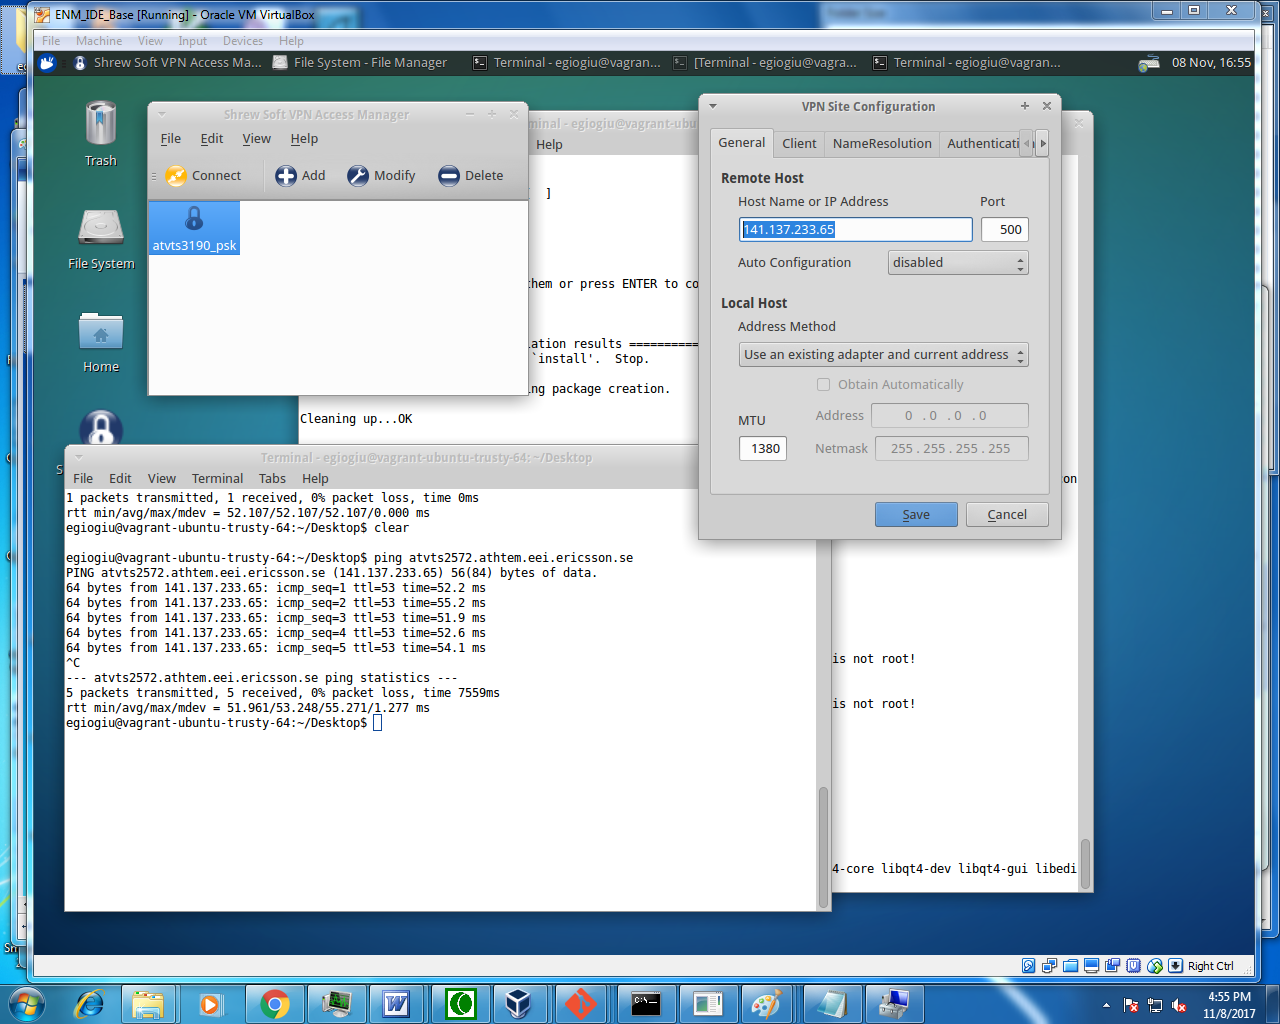 ENM_IDE_Base [Running] - Oracle VM VirtualBox
File Machine View Input Devices Help
Shrew Soft VPN Access Ma... File System - File Manager Terminal - egiogiu@vagran... [Terminal - egiogiu@vagra... Terminal - egiogiu@vagran... 08 Nov, 16:55
Trash
File System
Home
Shrew Soft VPN Access Manager
File Edit View Help
Connect Add Modify Delete
atvts3190_psk
minal - egiogiu@vagrant-ubu
Help
]
them or press ENTER to co
lation results ==========
`install'. Stop.
ng package creation.
Cleaning up...OK
on
is not root!
is not root!
4-core libqt4-dev libqt4-gui libedi
VPN Site Configuration
General Client NameResolution Authenticati
Remote Host
Host Name or IP Address Port
141.137.233.65 500
Auto Configuration disabled
Local Host
Address Method
Use an existing adapter and current address
Obtain Automatically
MTU Address 0 . 0 . 0 . 0
1380 Netmask 255 . 255 . 255 . 255
Save Cancel
Terminal - egiogiu@vagrant-ubuntu-trusty-64: ~/Desktop
File Edit View Terminal Tabs Help
1 packets transmitted, 1 received, 0% packet loss, time 0ms
rtt min/avg/max/mdev = 52.107/52.107/52.107/0.000 ms
egiogiu@vagrant-ubuntu-trusty-64:~/Desktop$ clear
egiogiu@vagrant-ubuntu-trusty-64:~/Desktop$ ping atvts2572.athtem.eei.ericsson.se
PING atvts2572.athtem.eei.ericsson.se (141.137.233.65) 56(84) bytes of data.
64 bytes from 141.137.233.65: icmp_seq=1 ttl=53 time=52.2 ms
64 bytes from 141.137.233.65: icmp_seq=2 ttl=53 time=55.2 ms
64 bytes from 141.137.233.65: icmp_seq=3 ttl=53 time=51.9 ms
64 bytes from 141.137.233.65: icmp_seq=4 ttl=53 time=52.6 ms
64 bytes from 141.137.233.65: icmp_seq=5 ttl=53 time=54.1 ms
^C
--- atvts2572.athtem.eei.ericsson.se ping statistics ---
5 packets transmitted, 5 received, 0% packet loss, time 7559ms
rtt min/avg/max/mdev = 51.961/53.248/55.271/1.277 ms
egiogiu@vagrant-ubuntu-trusty-64:~/Desktop$
Right Ctrl
4:55 PM
11/8/2017